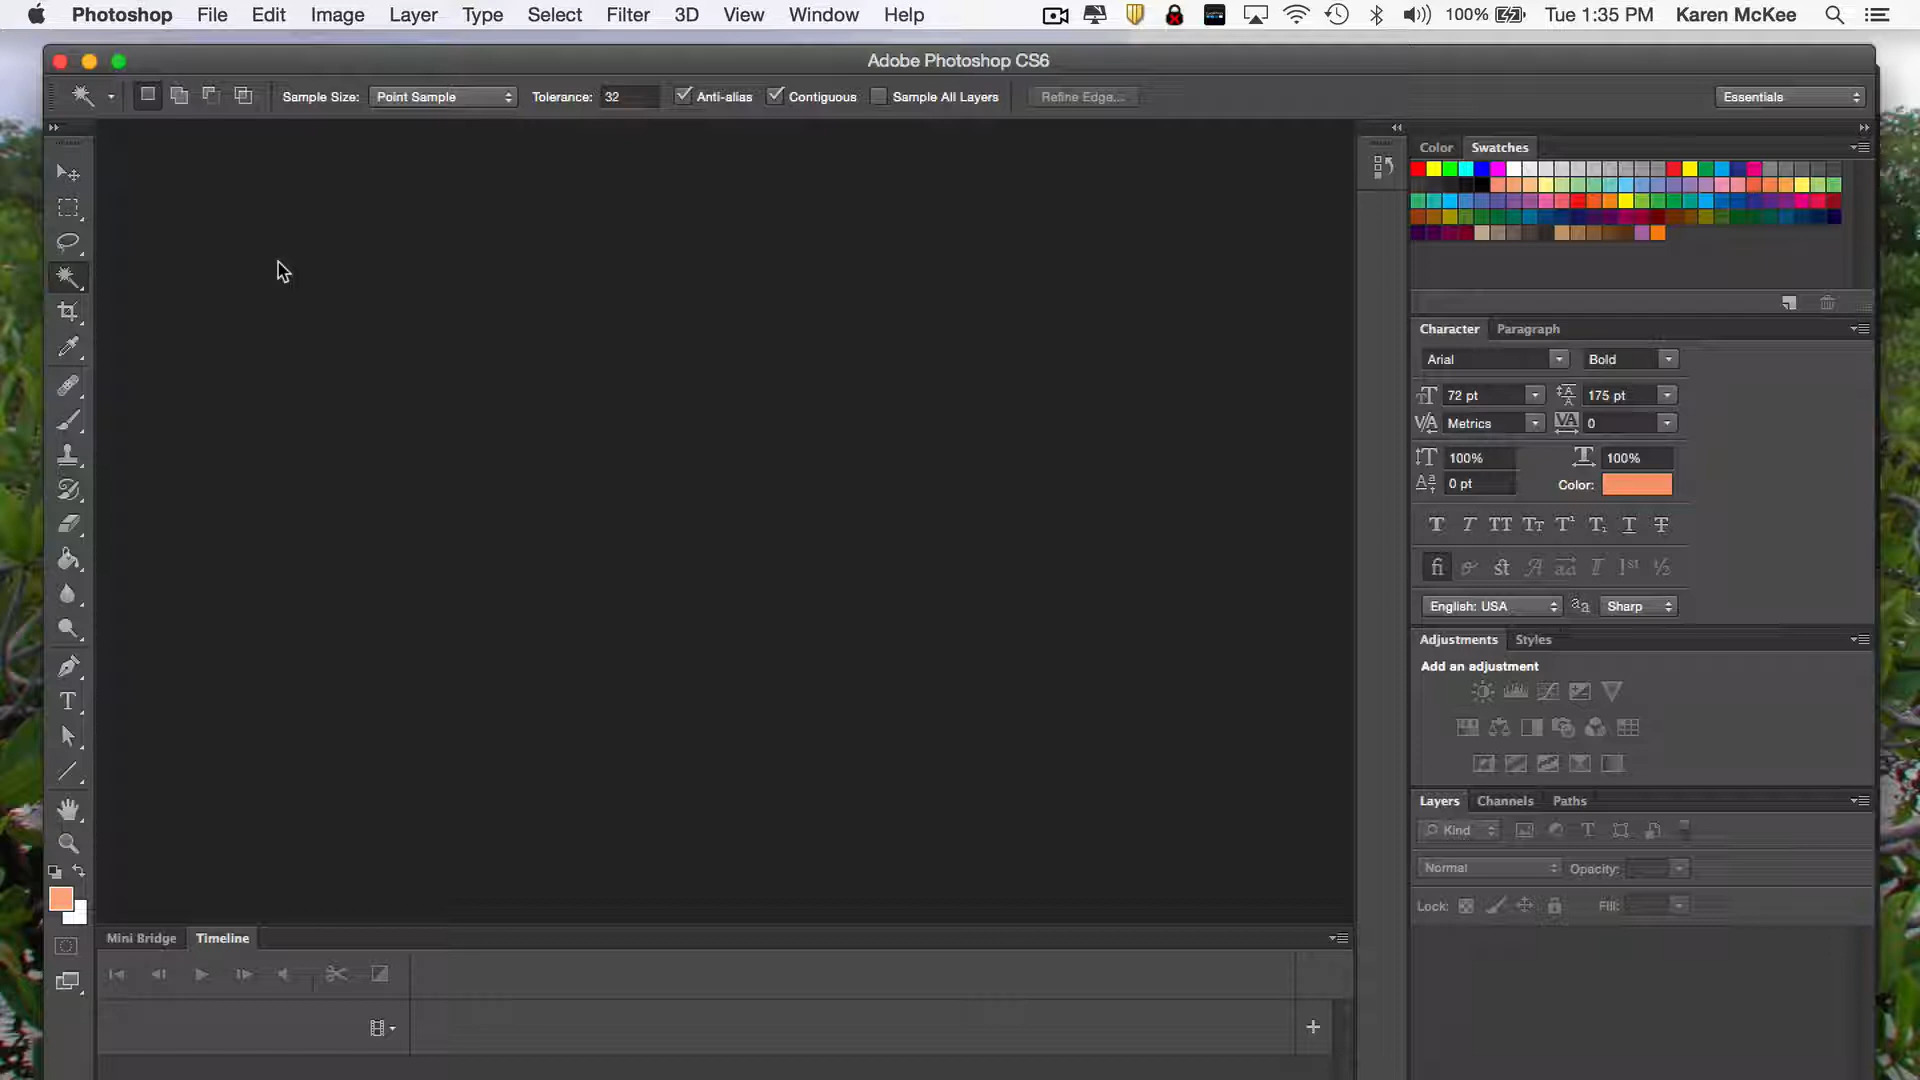 Photoshop File Edit Image Layer Type Select Filter 3D View Window Help 100% Tue 1:35 PM Karen McKee
Adobe Photoshop CS6
Sample Size: Point Sample Tolerance: 32 Anti-alias Contiguous Sample All Layers Refine Edge... Essentials
Color Swatches
Character Paragraph
Arial Bold
72 pt 175 pt
Metrics 0
100% 100%
0 pt Color:
English: USA Sharp
Adjustments Styles
Add an adjustment
Layers Channels Paths
Kind
Normal Opacity:
Lock: Fill:
Mini Bridge Timeline